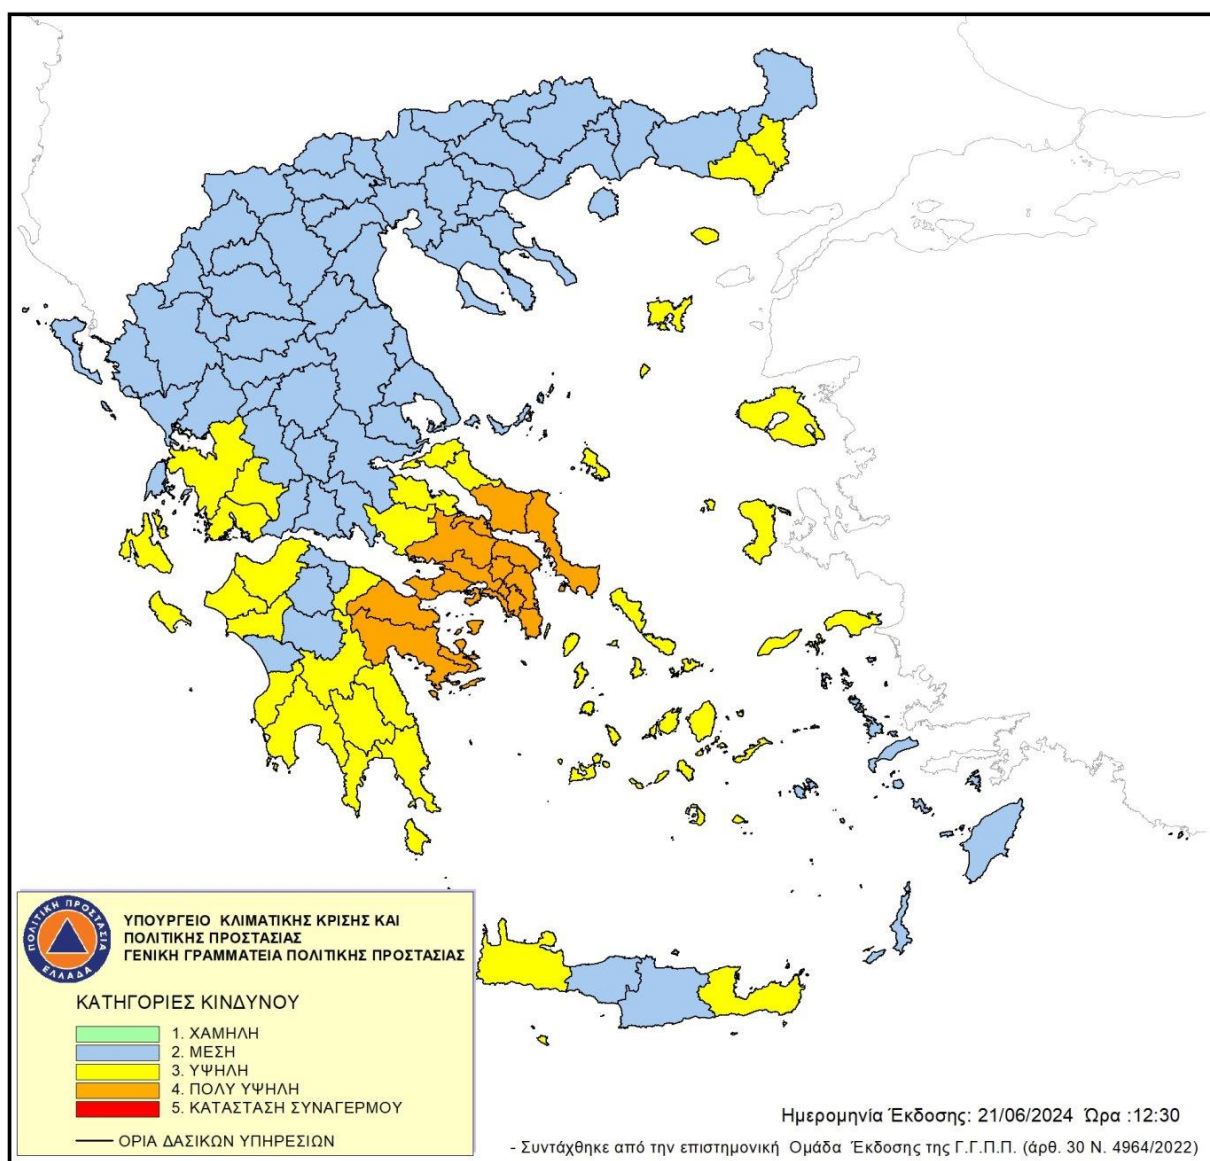 ΠΟΛΙΤΙΚΗ ΠΡΟΣΤΑΣΙΑ
ΕΛΛΑΔΑ
ΥΠΟΥΡΓΕΙΟ ΚΛΙΜΑΤΙΚΗΣ ΚΡΙΣΗΣ ΚΑΙ
ΠΟΛΙΤΙΚΗΣ ΠΡΟΣΤΑΣΙΑΣ
ΓΕΝΙΚΗ ΓΡΑΜΜΑΤΕΙΑ ΠΟΛΙΤΙΚΗΣ ΠΡΟΣΤΑΣΙΑΣ
ΚΑΤΗΓΟΡΙΕΣ ΚΙΝΔΥΝΟΥ
1. ΧΑΜΗΛΗ
2. ΜΕΣΗ
3. ΥΨΗΛΗ
4. ΠΟΛΥ ΥΨΗΛΗ
5. ΚΑΤΑΣΤΑΣΗ ΣΥΝΑΓΕΡΜΟΥ
ΟΡΙΑ ΔΑΣΙΚΩΝ ΥΠΗΡΕΣΙΩΝ
Ημερομηνία Έκδοσης: 21/06/2024 Ώρα :12:30
- Συντάχθηκε από την επιστημονική Ομάδα Έκδοσης της Γ.Γ.Π.Π. (άρθ. 30 Ν. 4964/2022)